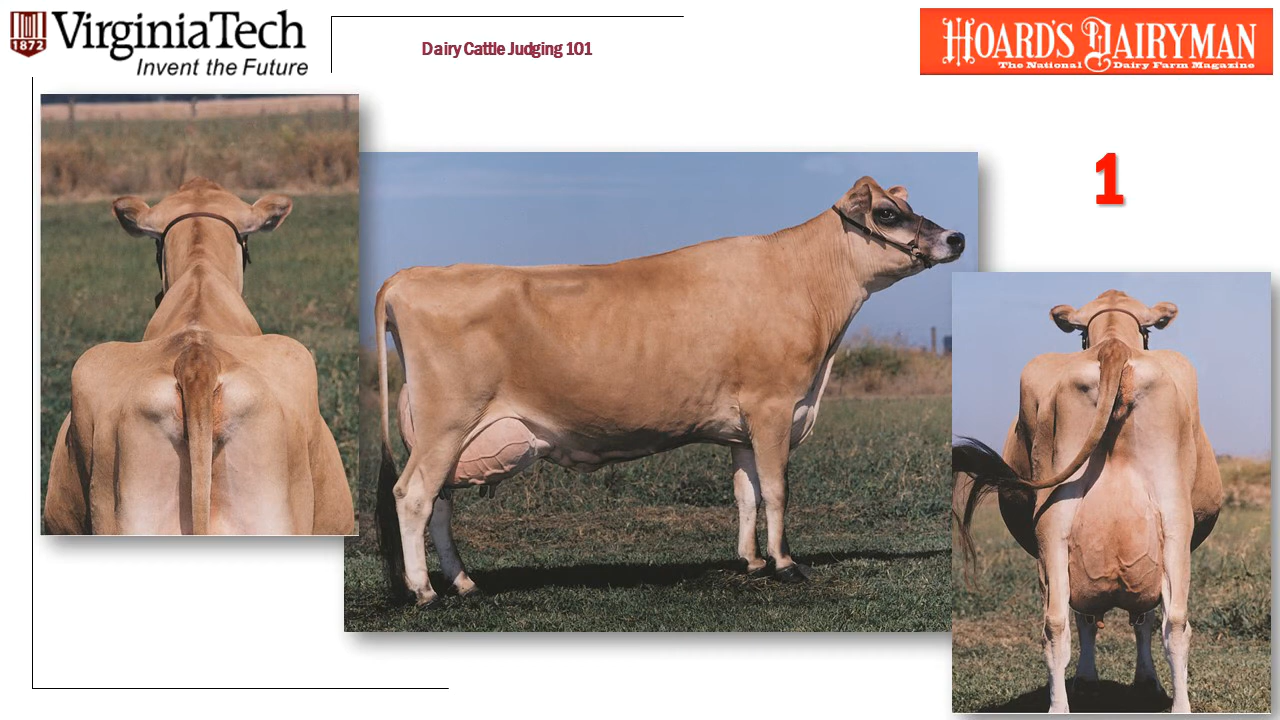 1872
VirginiaTech
Invent the Future
Dairy Cattle Judging 101
HOARD'S DAIRYMAN
The National Dairy Farm Magazine
1